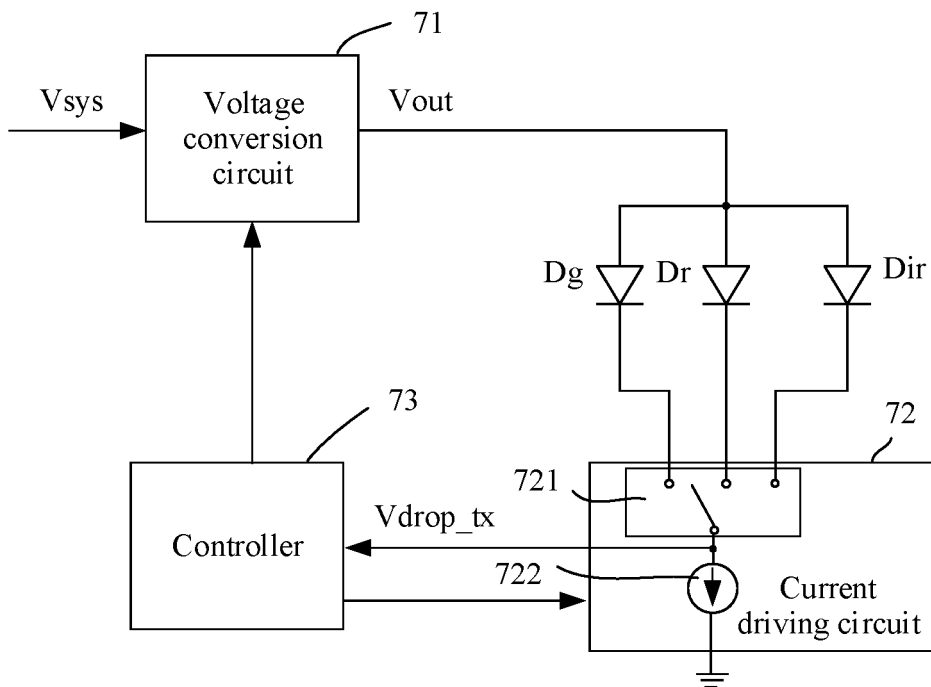 71
Vsys
Voltage
conversion
circuit
Vout
Dg
Dr
Dir
73
72
721
Vdrop_tx
Controller
722
Current
driving circuit